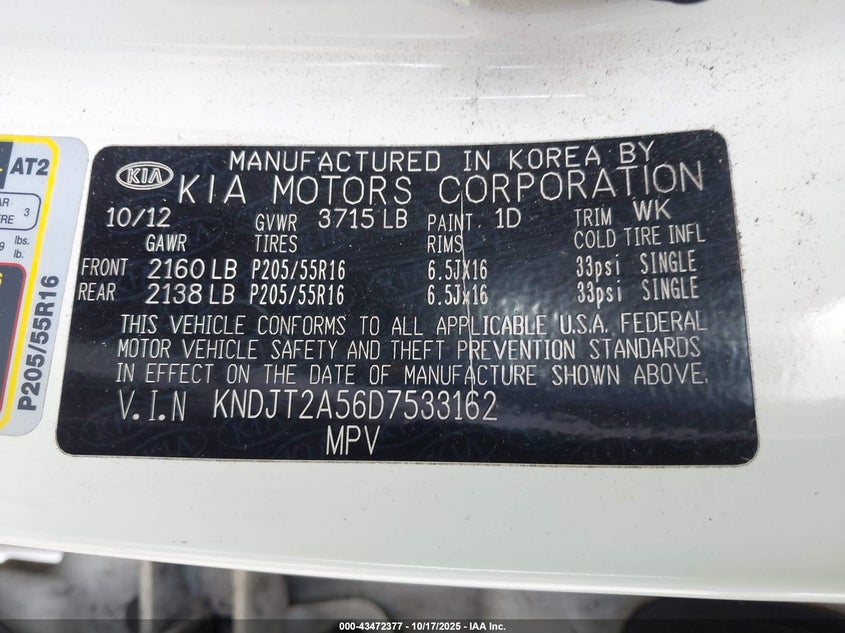 MANUFACTURED IN KOREA BY
KIA KIA MOTORS CORPORATION
10/12 GVWR 3715 LB PAINT 1D TRIM WK
GAWR TIRES RIMS COLD TIRE INFL
FRONT 2160 LB P205/55R16 6.5JX16 33psi SINGLE
REAR 2138 LB P205/55R16 6.5JX16 33psi SINGLE
THIS VEHICLE CONFORMS TO ALL APPLICABLE U.S.A. FEDERAL
MOTOR VEHICLE SAFETY AND THEFT PREVENTION STANDARDS
IN EFFECT ON THE DATE OF MANUFACTURE SHOWN ABOVE.
V.I.N KNDJT2A56D7533162
MPV
AT2
3
lbs.
lb.
P205/55R16
000-43472377 - 10/17/2025 - IAA Inc.